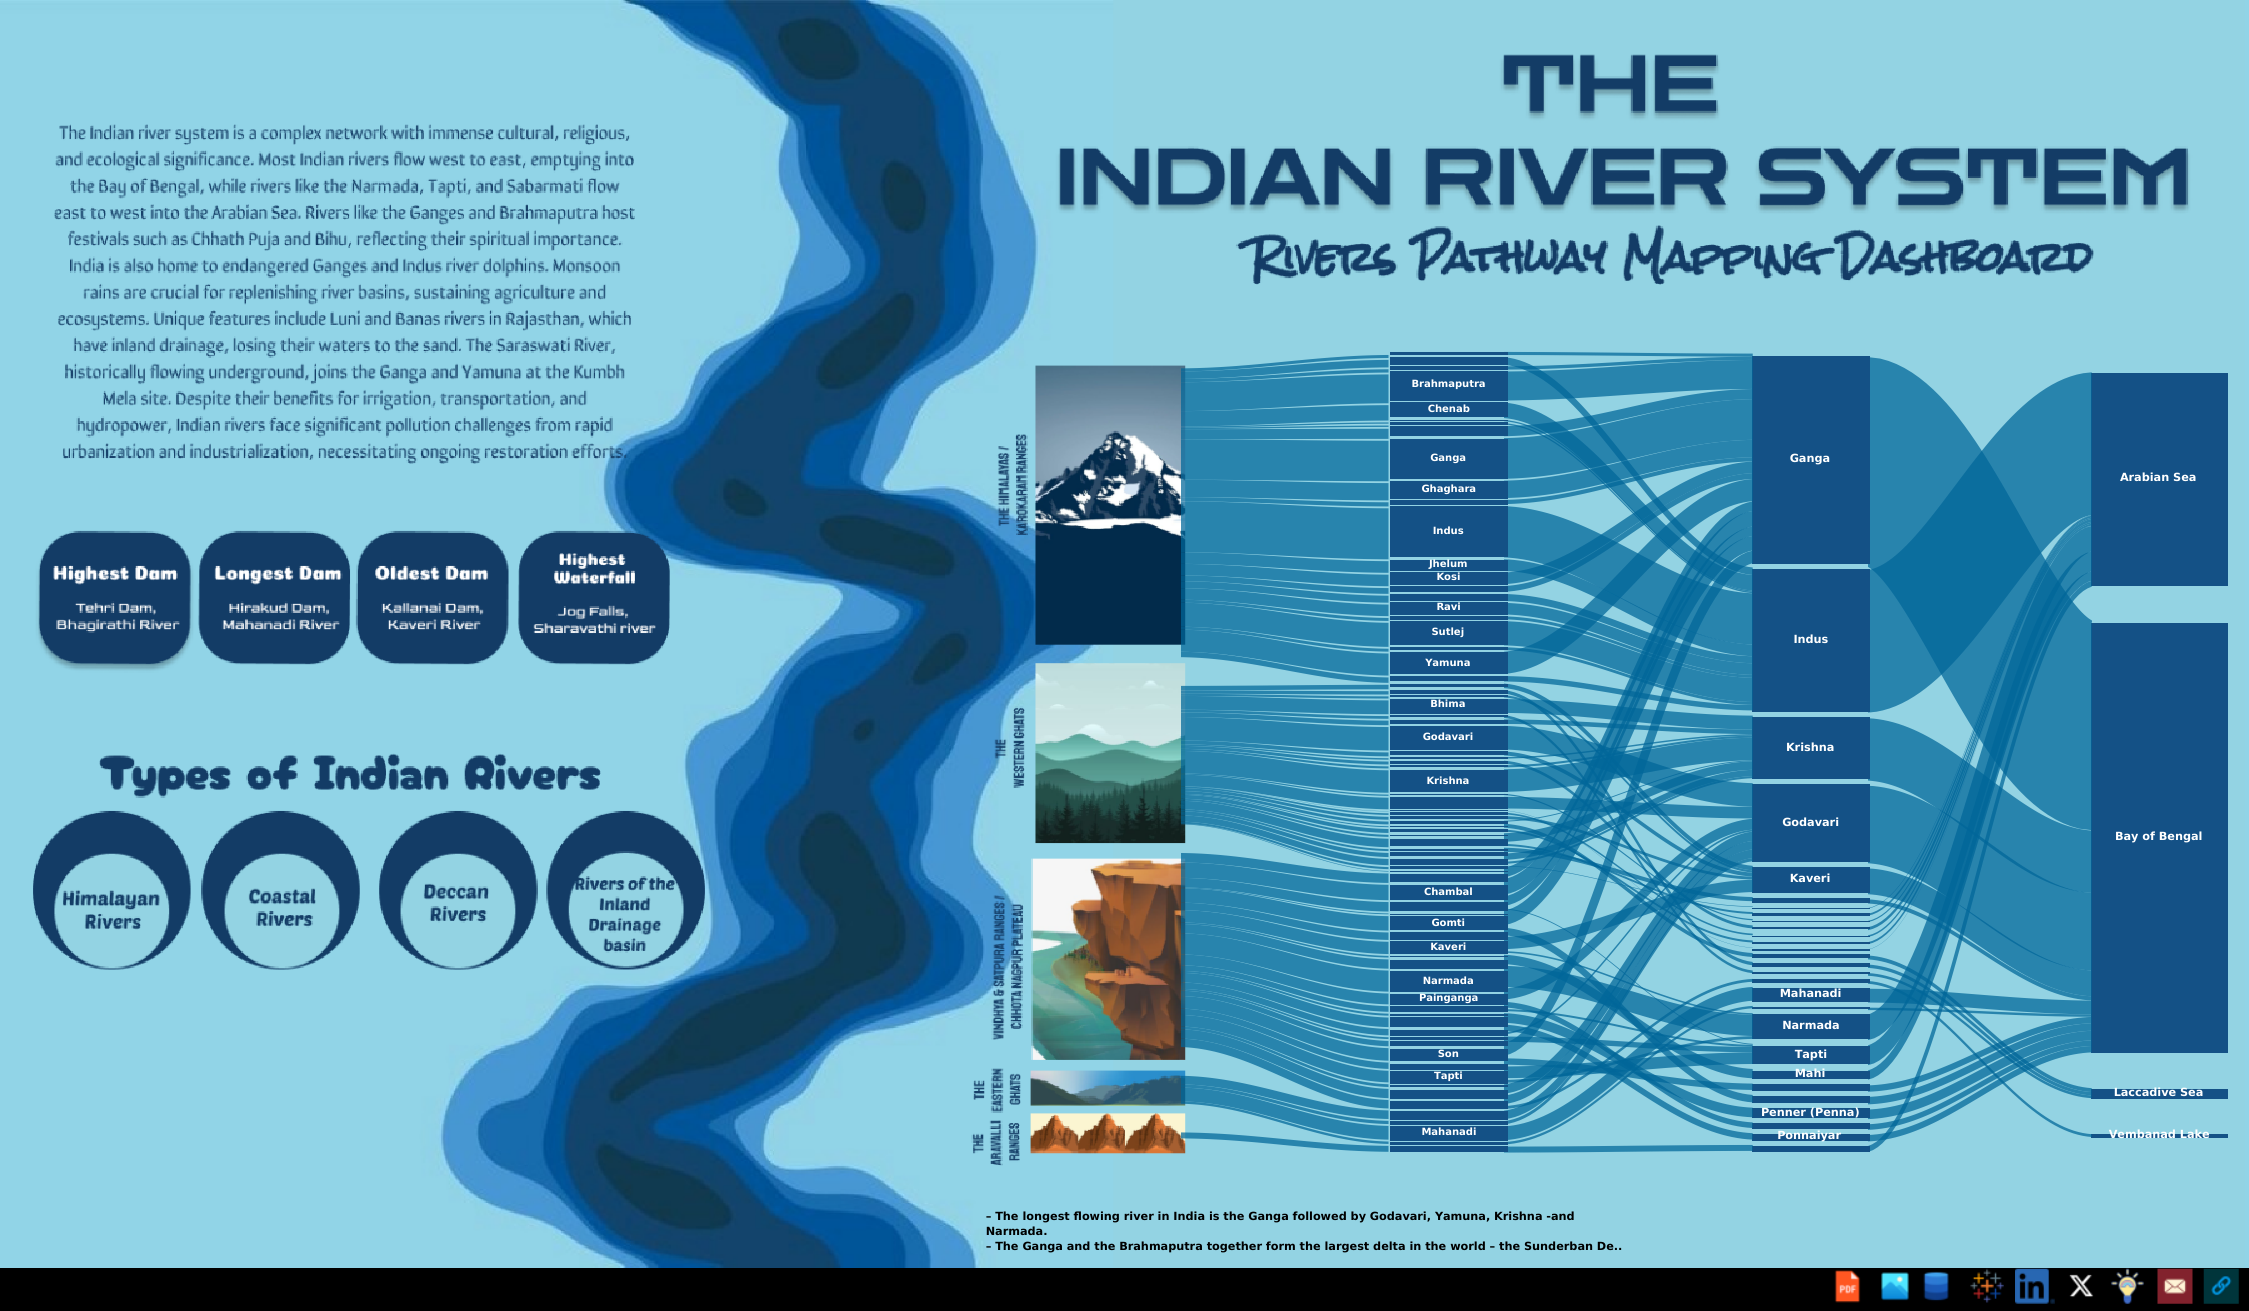 THE
INDIAN RIVER SYSTEM
RIVERS PATHWAY MAPPING DASHBOARD
The Indian river system is a complex network with immense cultural, religious,
and ecological significance. Most Indian rivers flow west to east, emptying into
the Bay of Bengal, while rivers like the Narmada, Tapti, and Sabarmati flow
east to west into the Arabian Sea. Rivers like the Ganges and Brahmaputra host
festivals such as Chhath Puja and Bihu, reflecting their spiritual importance.
India is also home to endangered Ganges and Indus river dolphins. Monsoon
rains are crucial for replenishing river basins, sustaining agriculture and
ecosystems. Unique features include Luni and Banas rivers in Rajasthan, which
have inland drainage, losing their waters to the sand. The Saraswati River,
historically flowing underground, joins the Ganga and Yamuna at the Kumbh
Mela site. Despite their benefits for irrigation, transportation, and
hydropower, Indian rivers face significant pollution challenges from rapid
urbanization and industrialization, necessitating ongoing restoration efforts.
Highest Dam
Tehri Dam,
Bhagirathi River
Longest Dam
Hirakud Dam,
Mahanadi River
Oldest Dam
Kallanai Dam,
Kaveri River
Highest
Waterfall
Jog Falls,
Sharavathi river
Types of Indian Rivers
Himalayan
Rivers
Coastal
Rivers
Deccan
Rivers
Rivers of the
Inland
Drainage
basin
THE HIMALAYAS /
KAROKARAM RANGES
THE
WESTERN GHATS
VINDHYA & SATPURA RANGES /
CHHOTA NAGPUR PLATEAU
THE
EASTERN
GHATS
THE
ARAVALLI
RANGES
Brahmaputra
Chenab
Ganga
Ghaghara
Indus
Jhelum
Kosi
Ravi
Sutlej
Yamuna
Bhima
Godavari
Krishna
Chambal
Gomti
Kaveri
Narmada
Painganga
Son
Tapti
Mahanadi
Ganga
Indus
Krishna
Godavari
Kaveri
Mahanadi
Narmada
Tapti
Mahi
Penner (Penna)
Ponnaiyar
Arabian Sea
Bay of Bengal
Laccadive Sea
Vembanad Lake
– The longest flowing river in India is the Ganga followed by Godavari, Yamuna, Krishna -and
Narmada.
– The Ganga and the Brahmaputra together form the largest delta in the world – the Sunderban De..
PDF
in
X